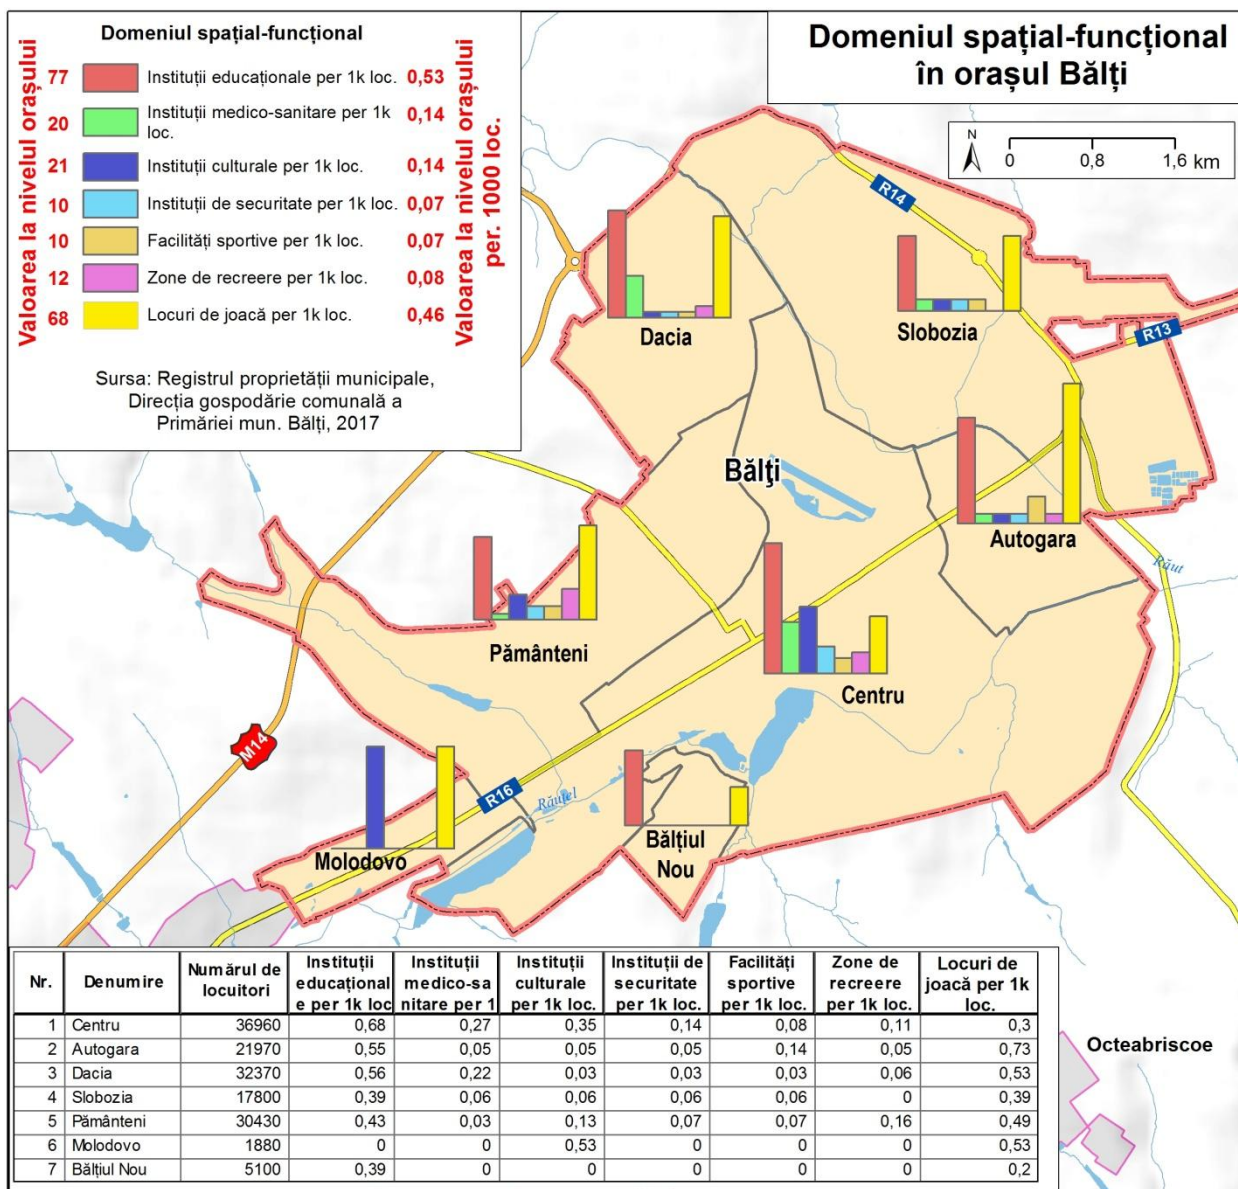 Domeniul spațial-funcțional
în orașul Bălți
Domeniul spațial-funcțional
Valoarea la nivelul orașului
Valoarea la nivelul orașului
per. 1000 loc.
77 Instituții educaționale per 1k loc. 0,53
20 Instituții medico-sanitare per 1k
loc. 0,14
21 Instituții culturale per 1k loc. 0,14
10 Instituții de securitate per 1k loc. 0,07
10 Facilități sportive per 1k loc. 0,07
12 Zone de recreere per 1k loc. 0,08
68 Locuri de joacă per 1k loc. 0,46
Sursa: Registrul proprietății municipale,
Direcția gospodărie comunală a
Primăriei mun. Bălți, 2017
N
0 0,8 1,6 km
R14
R13
Dacia
Slobozia
Bălţi
Autogara
Răut
Pământeni
Centru
M14
R16
Răuțel
Molodovo
Bălțiul
Nou
Octeabriscoe
Nr. Denumire Numărul de
locuitori Instituții
educațional
e per 1k loc Instituții
medico-sa
nitare per 1 Instituții
culturale
per 1k loc. Instituții de
securitate
per 1k loc. Facilități
sportive
per 1k loc. Zone de
recreere
per 1k loc. Locuri de
joacă per 1k
loc.
1 Centru 36960 0,68 0,27 0,35 0,14 0,08 0,11 0,3
2 Autogara 21970 0,55 0,05 0,05 0,05 0,14 0,05 0,73
3 Dacia 32370 0,56 0,22 0,03 0,03 0,03 0,06 0,53
4 Slobozia 17800 0,39 0,06 0,06 0,06 0,06 0 0,39
5 Pământeni 30430 0,43 0,03 0,13 0,07 0,07 0,16 0,49
6 Molodovo 1880 0 0 0,53 0 0 0 0,53
7 Bălțiul Nou 5100 0,39 0 0 0 0 0 0,2